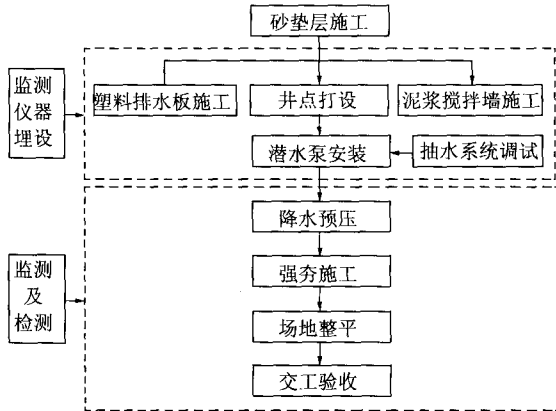 砂垫层施工
监测
仪器
埋设
塑料排水板施工
井点打设
泥浆搅拌墙施工
潜水泵安装
抽水系统调试
降水预压
监测
及
检测
强夯施工
场地整平
交工验收